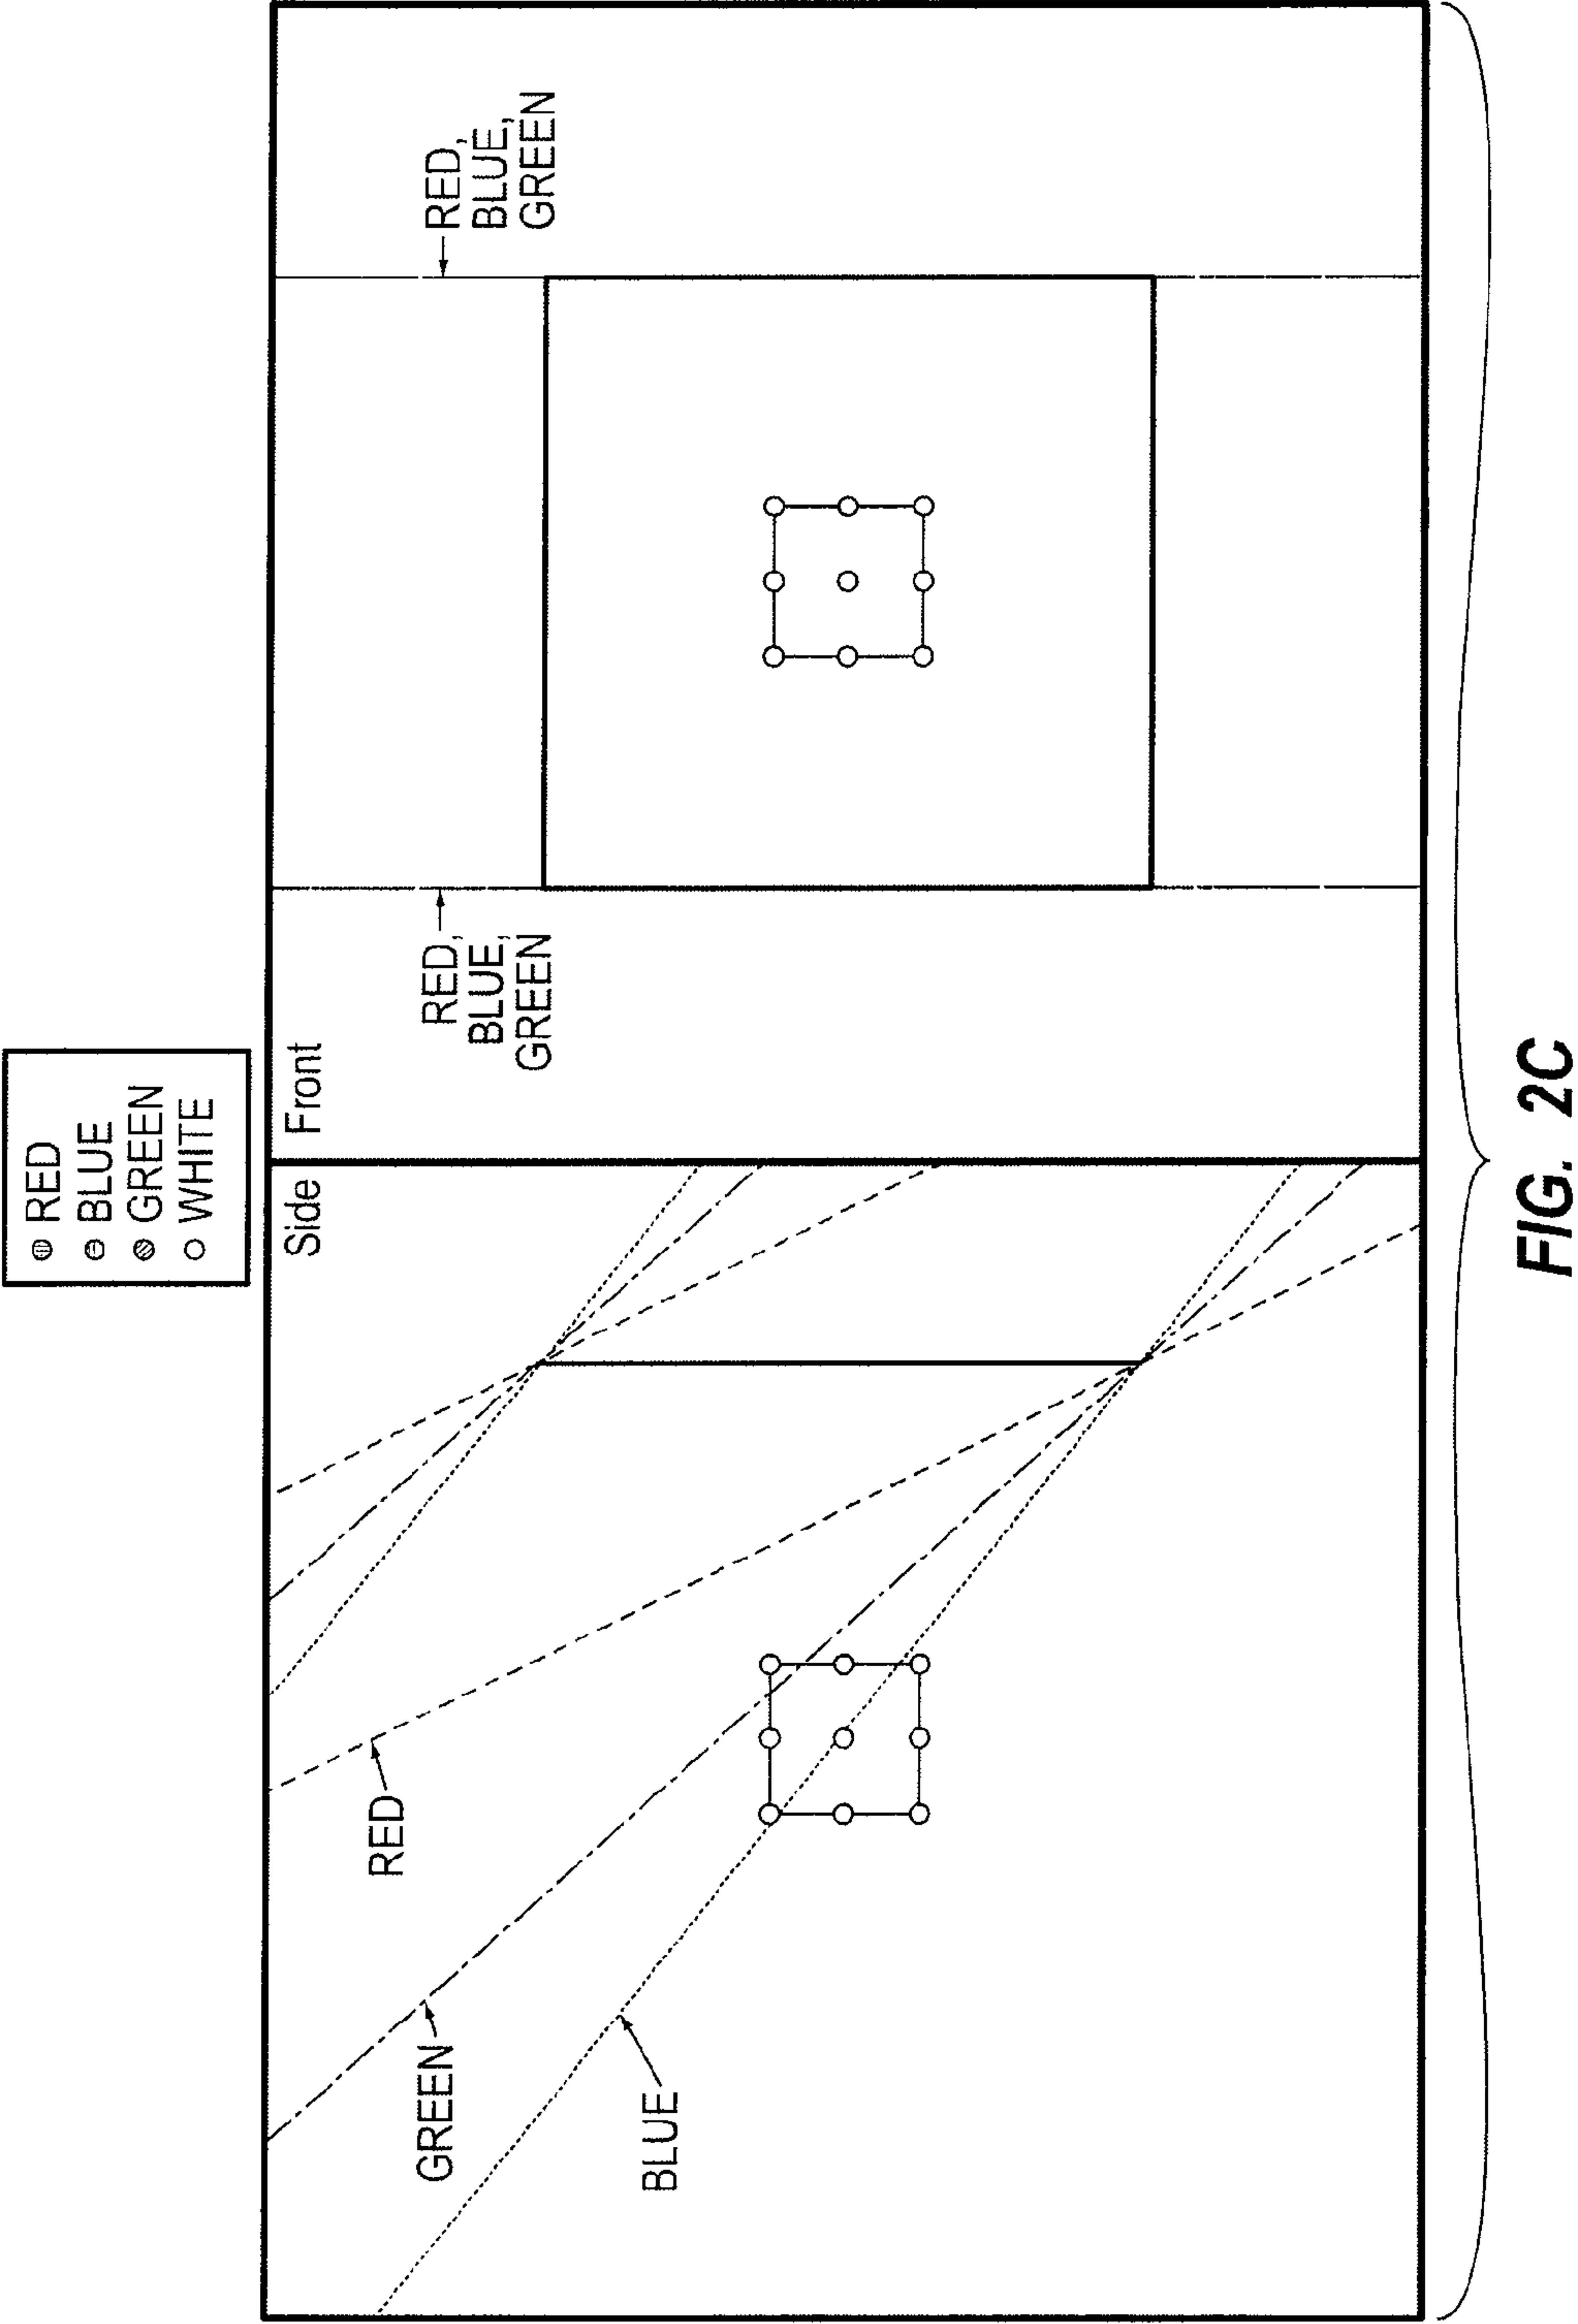 RED
BLUE
GREEN
WHITE
Side
Front
RED
GREEN
BLUE
RED,
BLUE,
GREEN
RED,
BLUE,
GREEN
FIG. 2C